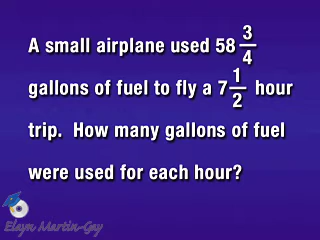 A small airplane used 58 3/4
gallons of fuel to fly a 7 1/2 hour
trip. How many gallons of fuel
were used for each hour?
Elayn Martin-Gay